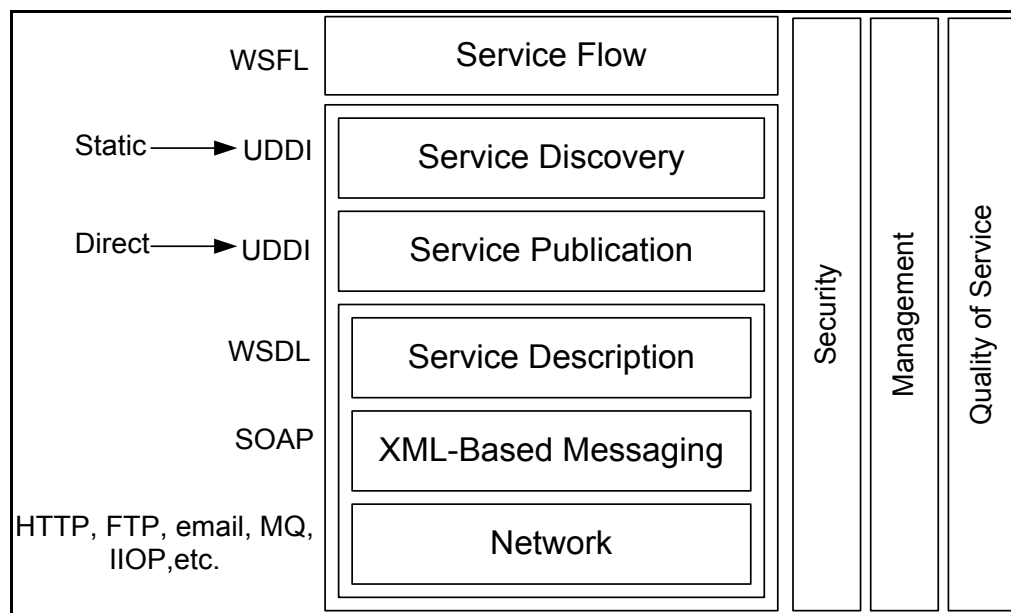 WSFL
Service Flow
Static
UDDI
Service Discovery
Direct
UDDI
Service Publication
WSDL
Service Description
SOAP
XML-Based Messaging
HTTP, FTP, email, MQ,
IIOP,etc.
Network
Security
Management
Quality of Service